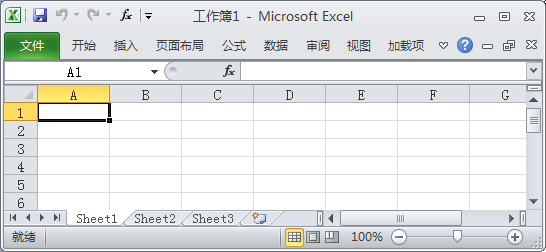 工作簿1 - Microsoft Excel
文件 开始 插入 页面布局 公式 数据 审阅 视图 加载项
A1 fx
A B C D E F G
1
2
3
4
5
6
Sheet1 Sheet2 Sheet3
就绪 100%